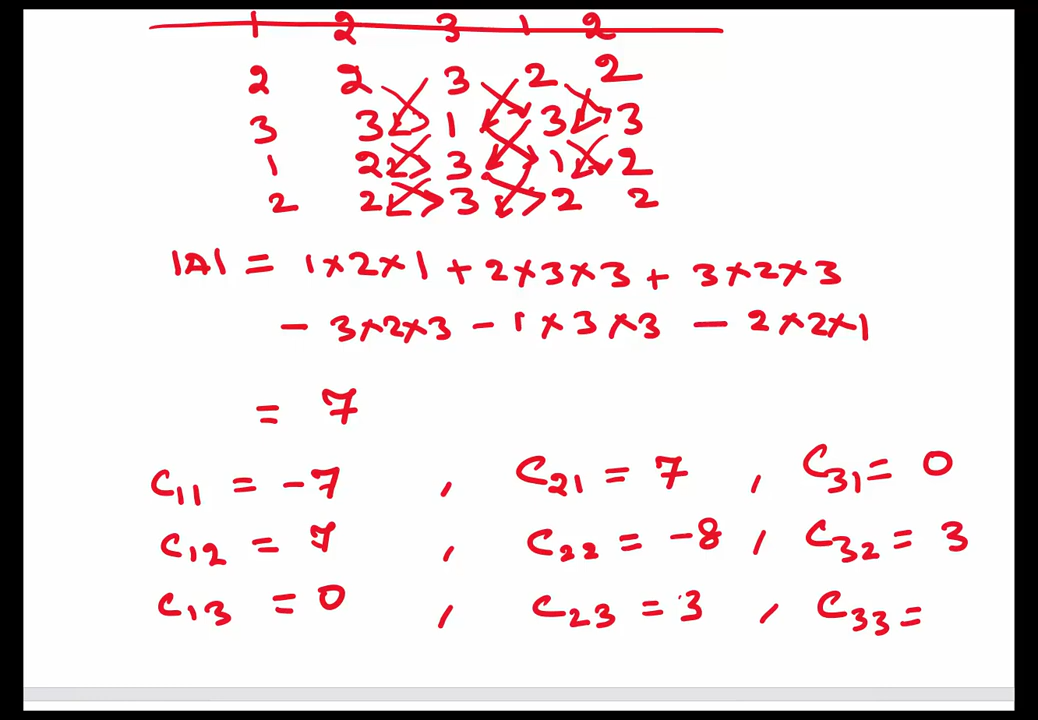 1 2 3 1 2
2 2 3 2 2
3 3 1 3 3
1 2 3 1 2
2 2 3 2 2
|A| = 1×2×1 + 2×3×3 + 3×2×3
- 3×2×3 - 1×3×3 - 2×2×1
= 7
C11 = -7 , C21 = 7 , C31 = 0
C12 = 7 , C22 = -8 , C32 = 3
C13 = 0 , C23 = 3 , C33 =